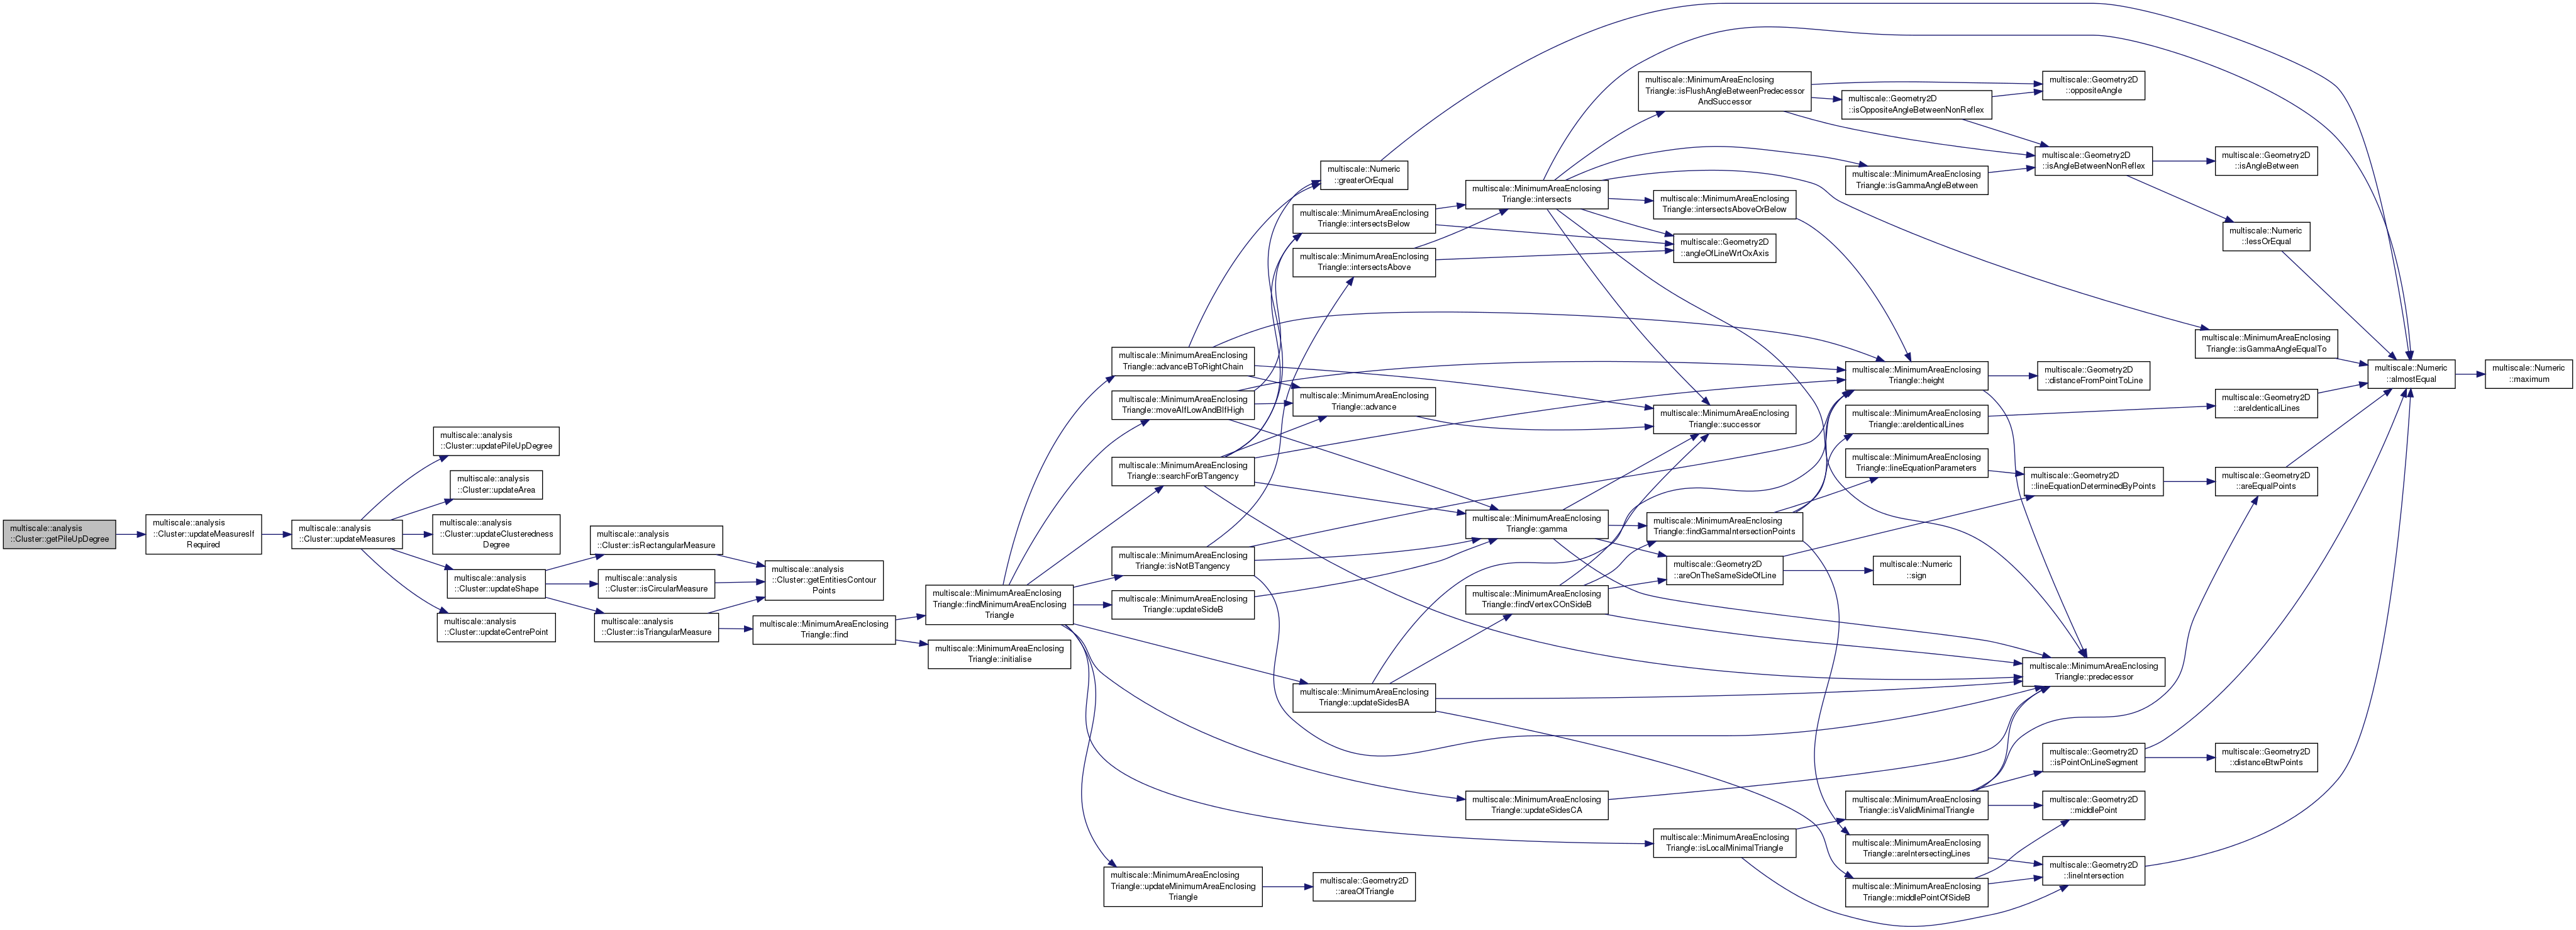 multiscale::analysis
::Cluster::getPileUpDegree
multiscale::analysis
::Cluster::updateMeasuresIf
Required
multiscale::analysis
::Cluster::updateMeasures
multiscale::analysis
::Cluster::updatePileUpDegree
multiscale::analysis
::Cluster::updateArea
multiscale::analysis
::Cluster::updateClusteredness
Degree
multiscale::analysis
::Cluster::updateShape
multiscale::analysis
::Cluster::updateCentrePoint
multiscale::analysis
::Cluster::isRectangularMeasure
multiscale::analysis
::Cluster::isCircularMeasure
multiscale::analysis
::Cluster::isTriangularMeasure
multiscale::analysis
::Cluster::getEntitiesContour
Points
multiscale::MinimumAreaEnclosing
Triangle::find
multiscale::MinimumAreaEnclosing
Triangle::findMinimumAreaEnclosing
Triangle
multiscale::MinimumAreaEnclosing
Triangle::initialise
multiscale::MinimumAreaEnclosing
Triangle::advanceBToRightChain
multiscale::MinimumAreaEnclosing
Triangle::moveAIfLowAndBIfHigh
multiscale::MinimumAreaEnclosing
Triangle::searchForBTangency
multiscale::MinimumAreaEnclosing
Triangle::isNotBTangency
multiscale::MinimumAreaEnclosing
Triangle::updateSideB
multiscale::MinimumAreaEnclosing
Triangle::updateMinimumAreaEnclosing
Triangle
multiscale::Numeric
::greaterOrEqual
multiscale::MinimumAreaEnclosing
Triangle::intersectsBelow
multiscale::MinimumAreaEnclosing
Triangle::intersectsAbove
multiscale::MinimumAreaEnclosing
Triangle::advance
multiscale::MinimumAreaEnclosing
Triangle::updateSidesBA
multiscale::Geometry2D
::areaOfTriangle
multiscale::MinimumAreaEnclosing
Triangle::intersects
multiscale::MinimumAreaEnclosing
Triangle::gamma
multiscale::MinimumAreaEnclosing
Triangle::findVertexCOnSideB
multiscale::MinimumAreaEnclosing
Triangle::updateSidesCA
multiscale::MinimumAreaEnclosing
Triangle::isFlushAngleBetweenPredecessor
AndSuccessor
multiscale::MinimumAreaEnclosing
Triangle::intersectsAboveOrBelow
multiscale::Geometry2D
::angleOfLineWrtOxAxis
multiscale::MinimumAreaEnclosing
Triangle::successor
multiscale::MinimumAreaEnclosing
Triangle::findGammaIntersectionPoints
multiscale::Geometry2D
::areOnTheSameSideOfLine
multiscale::MinimumAreaEnclosing
Triangle::isLocalMinimalTriangle
multiscale::Geometry2D
::isOppositeAngleBetweenNonReflex
multiscale::MinimumAreaEnclosing
Triangle::isGammaAngleBetween
multiscale::MinimumAreaEnclosing
Triangle::height
multiscale::MinimumAreaEnclosing
Triangle::areIdenticalLines
multiscale::MinimumAreaEnclosing
Triangle::lineEquationParameters
multiscale::Numeric
::sign
multiscale::MinimumAreaEnclosing
Triangle::isValidMinimalTriangle
multiscale::MinimumAreaEnclosing
Triangle::areIntersectingLines
multiscale::MinimumAreaEnclosing
Triangle::middlePointOfSideB
multiscale::Geometry2D
::oppositeAngle
multiscale::Geometry2D
::isAngleBetweenNonReflex
multiscale::Geometry2D
::distanceFromPointToLine
multiscale::Geometry2D
::lineEquationDeterminedByPoints
multiscale::MinimumAreaEnclosing
Triangle::predecessor
multiscale::Geometry2D
::isPointOnLineSegment
multiscale::Geometry2D
::middlePoint
multiscale::Geometry2D
::lineIntersection
multiscale::Geometry2D
::isAngleBetween
multiscale::Numeric
::lessOrEqual
multiscale::MinimumAreaEnclosing
Triangle::isGammaAngleEqualTo
multiscale::Geometry2D
::areIdenticalLines
multiscale::Geometry2D
::areEqualPoints
multiscale::Geometry2D
::distanceBtwPoints
multiscale::Numeric
::almostEqual
multiscale::Numeric
::maximum